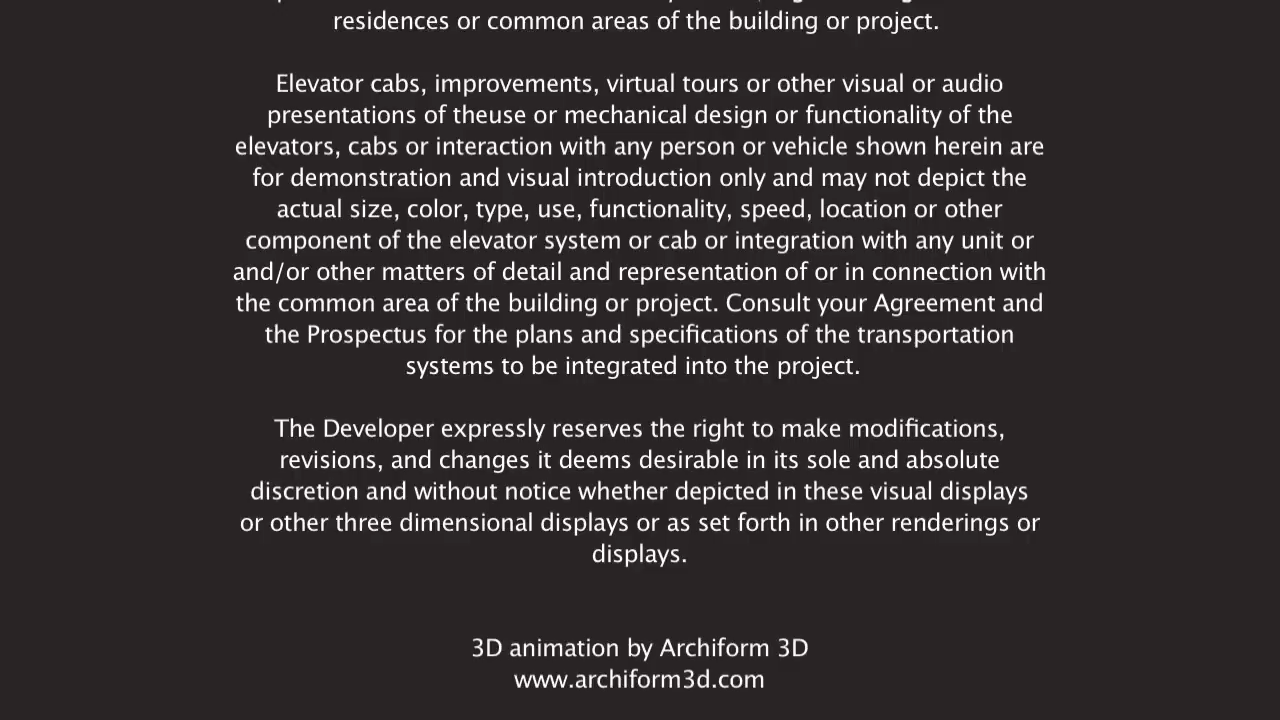 residences or common areas of the building or project.
Elevator cabs, improvements, virtual tours or other visual or audio
presentations of theuse or mechanical design or functionality of the
elevators, cabs or interaction with any person or vehicle shown herein are
for demonstration and visual introduction only and may not depict the
actual size, color, type, use, functionality, speed, location or other
component of the elevator system or cab or integration with any unit or
and/or other matters of detail and representation of or in connection with
the common area of the building or project. Consult your Agreement and
the Prospectus for the plans and specifications of the transportation
systems to be integrated into the project.
The Developer expressly reserves the right to make modifications,
revisions, and changes it deems desirable in its sole and absolute
discretion and without notice whether depicted in these visual displays
or other three dimensional displays or as set forth in other renderings or
displays.
3D animation by Archiform 3D
www.archiform3d.com